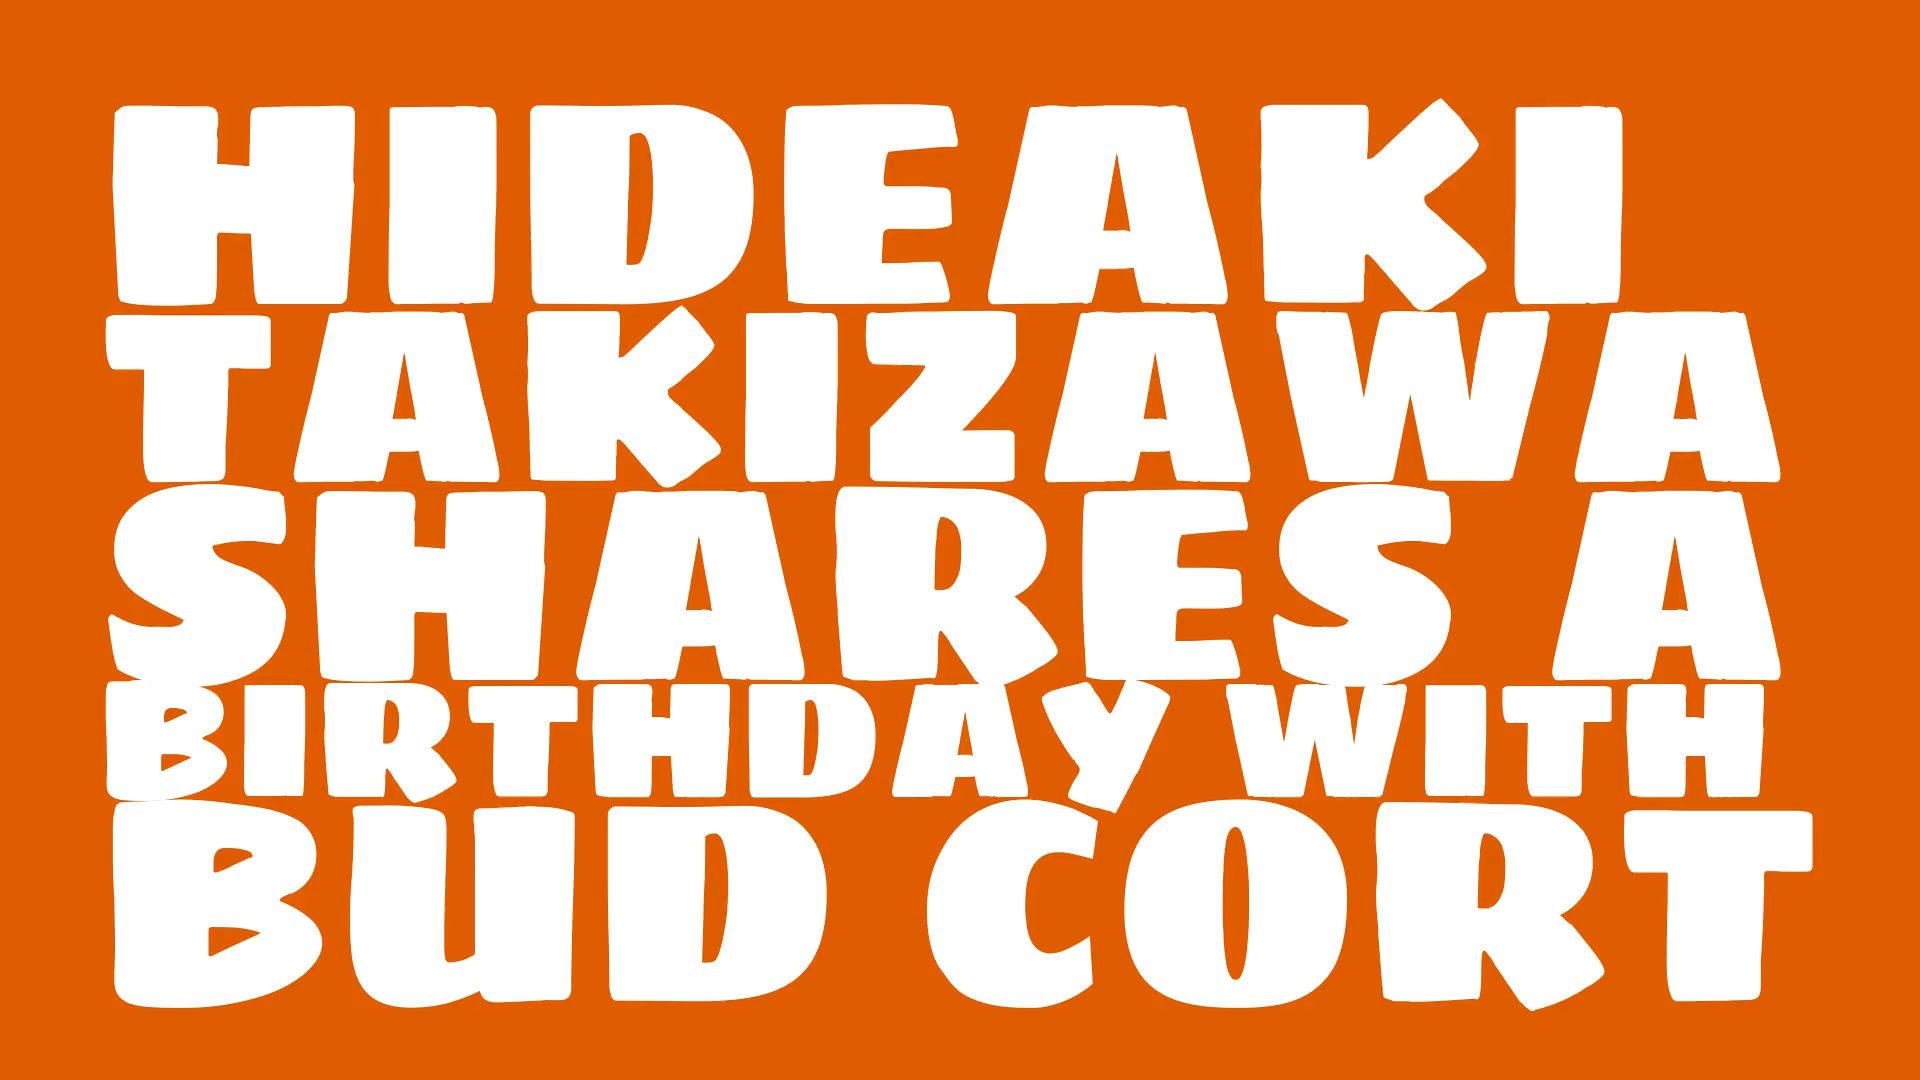 HIDEAKI
TAKIZAWA
SHARES A
BIRTHDAY WITH
BUD CORT